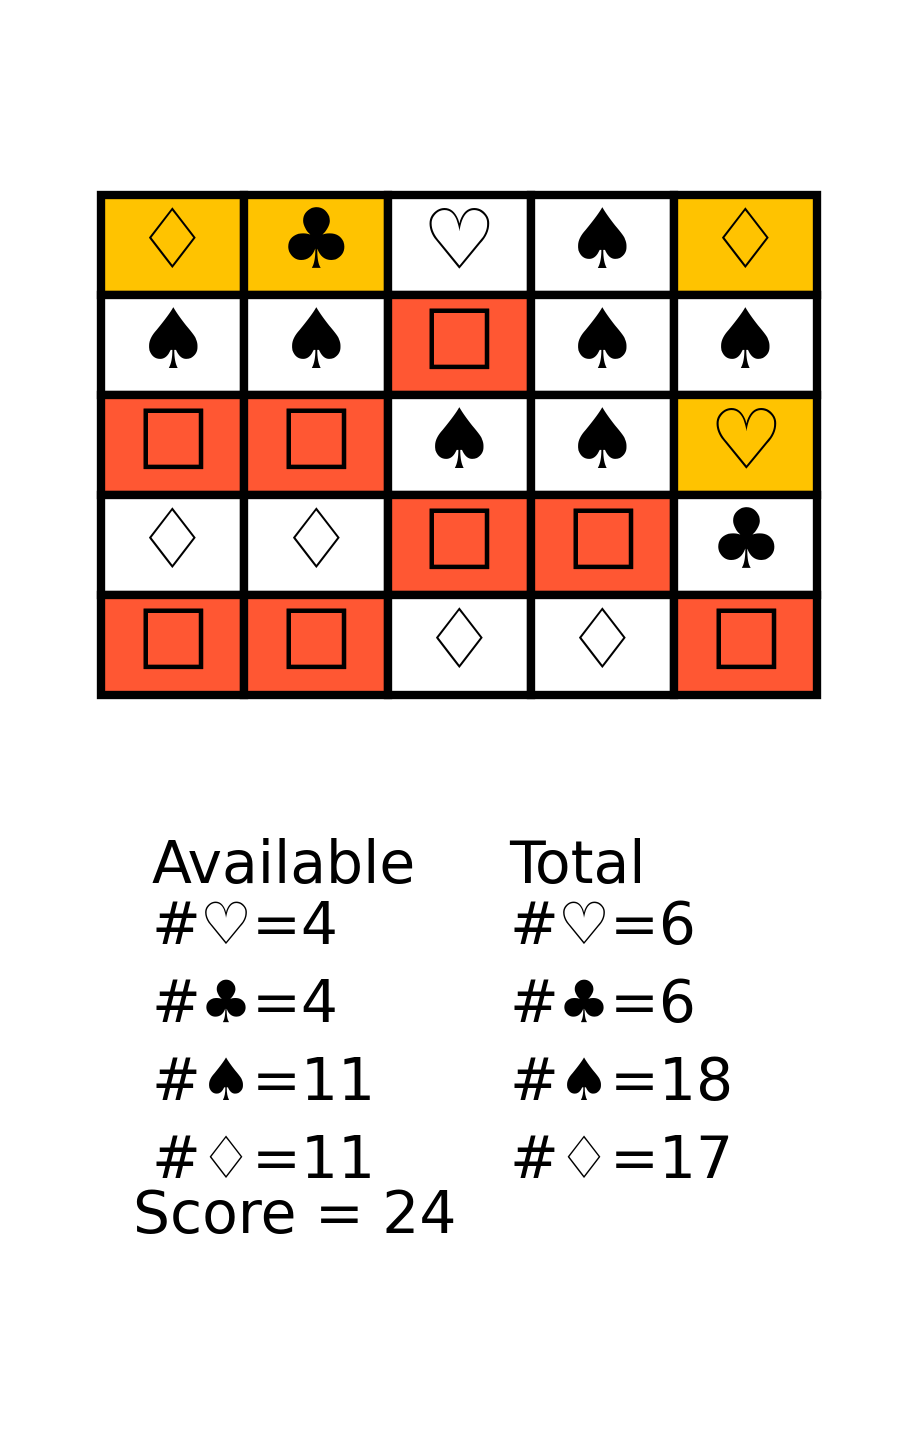 ♢ ♣ ♡ ♠ ♢
♠ ♠ □ ♠ ♠
□ □ ♠ ♠ ♡
♢ ♢ □ □ ♣
□ □ ♢ ♢ □
Available Total
#♡=4 #♡=6
#♣=4 #♣=6
#♠=11 #♠=18
#♢=11 #♢=17
Score = 24